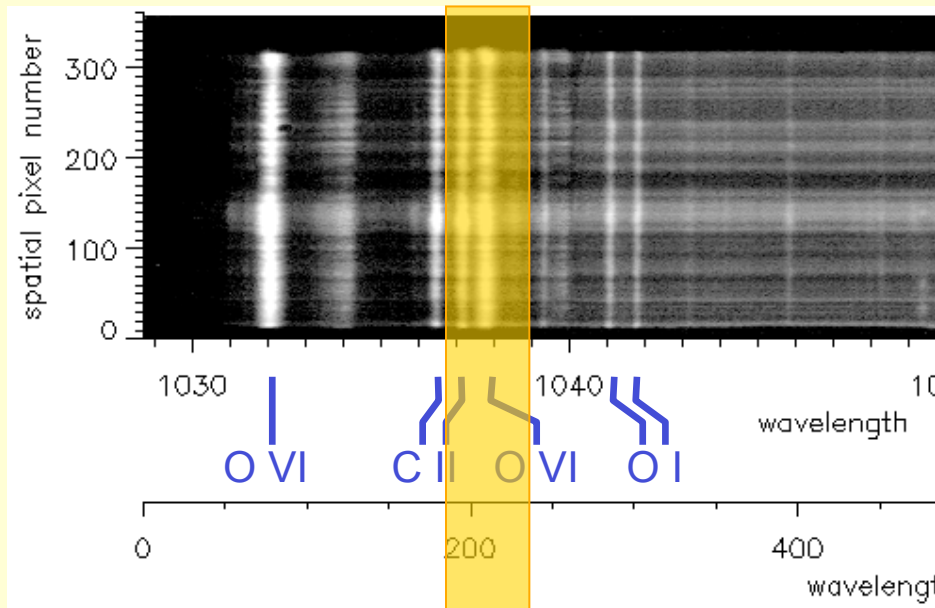 spatial pixel number
300
200
100
0
1030 1040 10
wavelength
O VI C II O VI O I
0 200 400
wavelengt